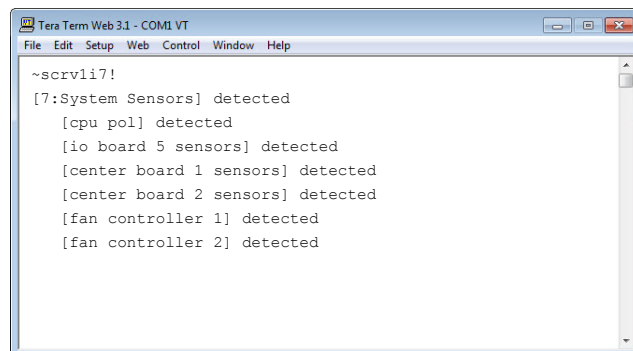 Tera Term Web 3.1 - COM1 VT
File Edit Setup Web Control Window Help
~scrv1i7!
[7:System Sensors] detected
[cpu pol] detected
[io board 5 sensors] detected
[center board 1 sensors] detected
[center board 2 sensors] detected
[fan controller 1] detected
[fan controller 2] detected